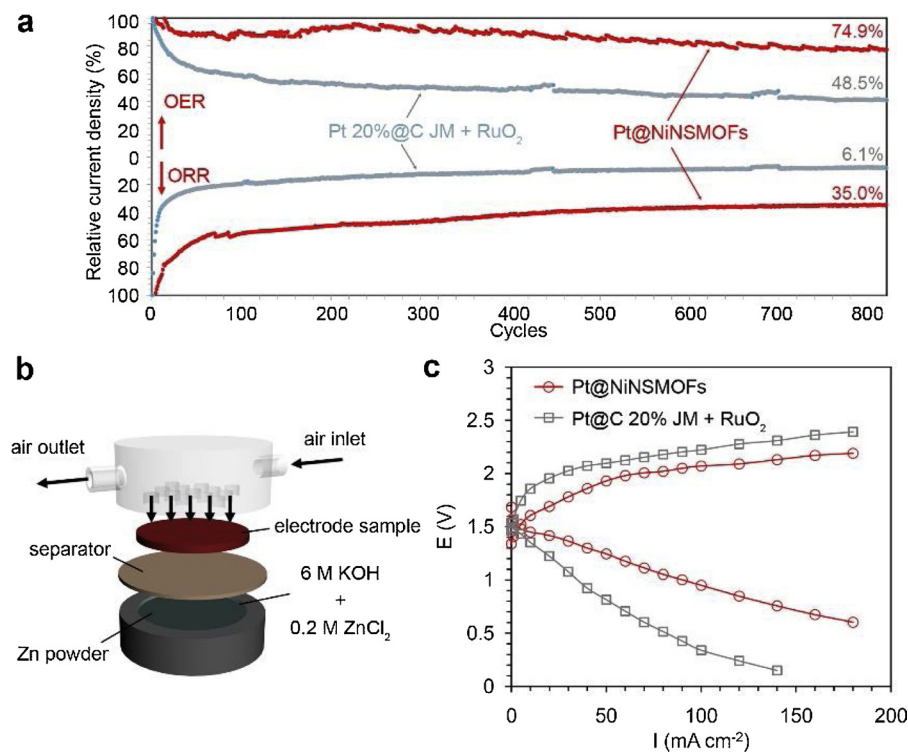 a
Relative current density (%)
100
80
60
40
20
0
20
40
60
80
100
OER
ORR
Pt 20%@C JM + RuO₂
Pt@NiNSMOFs
74.9%
48.5%
6.1%
35.0%
0 100 200 300 400 500 600 700 800
Cycles
b
air outlet
air inlet
electrode sample
separator
6 M KOH
+
0.2 M ZnCl₂
Zn powder
c
Pt@NiNSMOFs
Pt@C 20% JM + RuO₂
E (V)
3
2.5
2
1.5
1
0.5
0
0 50 100 150 200
I (mA cm⁻²)